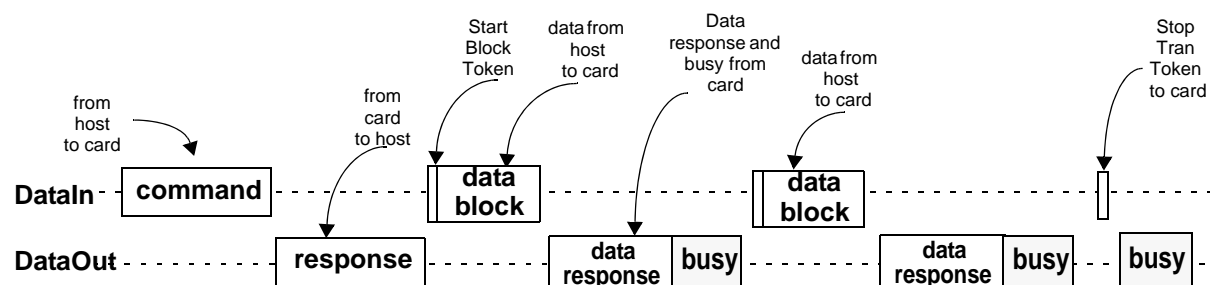 from
host
to card
from
card
to host
Start
Block
Token
data from
host
to card
Data
response and
busy from
card
data from
host
to card
Stop
Tran
Token
to card
DataIn
command
data
block
data
block
DataOut
response
data
response
busy
data
response
busy
busy